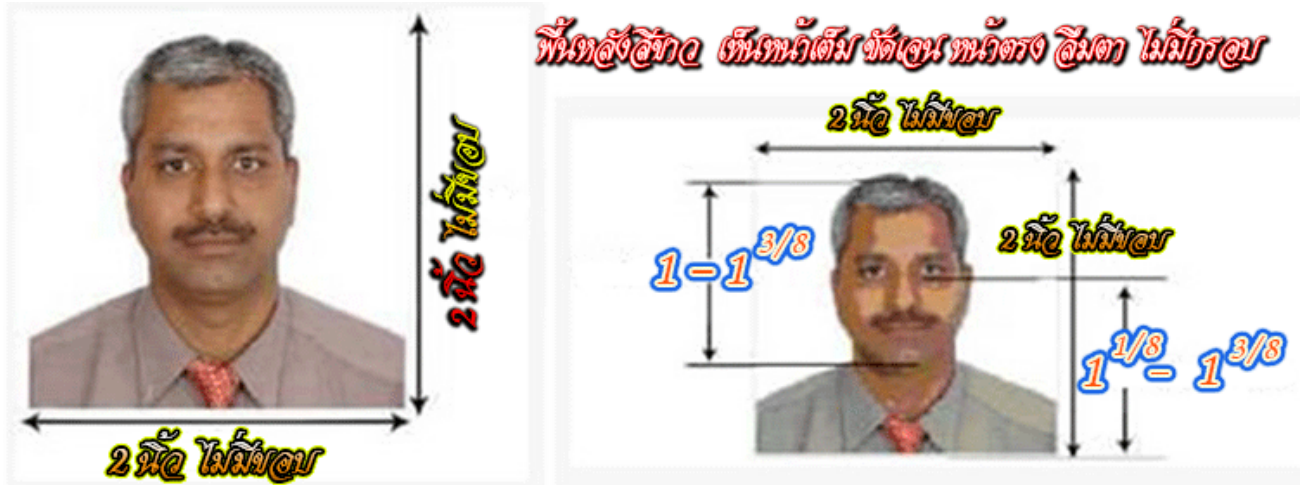 พื้นหลังสีขาว เห็นหน้าเต็ม ชัดเจน หน้าตรง ลืมตา ไม่มีกรอบ
2 นิ้ว ไม่มีขอบ
2 นิ้ว ไม่มีขอบ
2 นิ้ว ไม่มีขอบ
1 - 1 3/8
2 นิ้ว ไม่มีขอบ
1 1/8 - 1 3/8